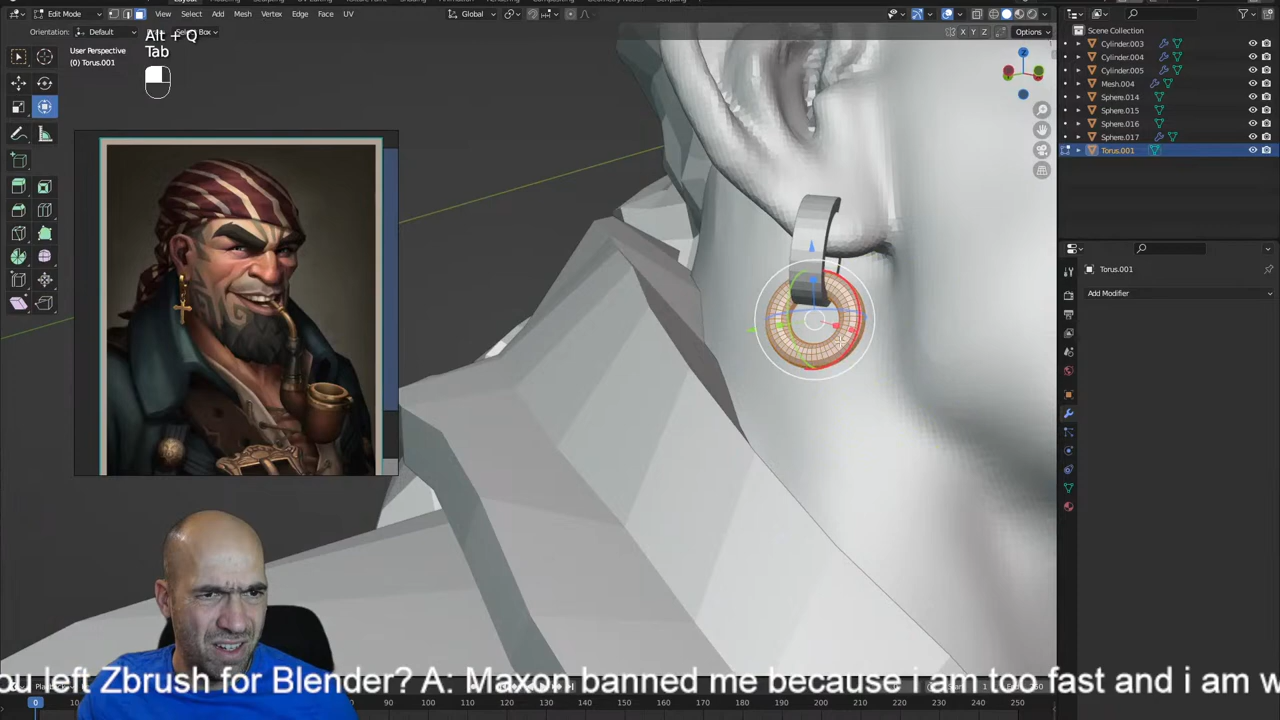 Edit Mode
View
Select
Add
Mesh
Vertex
Edge
Face
UV
Global
Orientation:
Default
Box
X
Y
Z
Options
Alt + Q
Tab
User Perspective
(0) Torus.001
Z
Scene Collection
Cylinder.003
Cylinder.004
Cylinder.005
Mesh.004
Sphere.014
Sphere.015
Sphere.016
Sphere.017
Torus.001
Torus.001
Add Modifier
ou left Zbrush for Blender? A: Maxon banned me because i am too fast and i am w
0
10